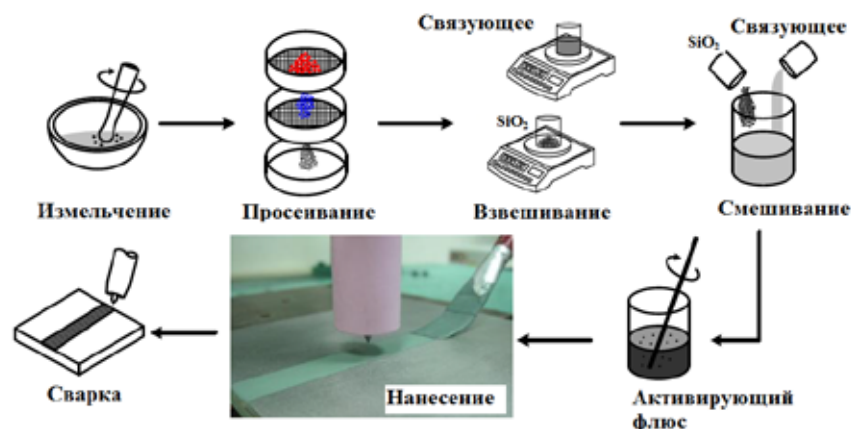 Связующее
SiO₂
Связующее
SiO₂
Измельчение
Просеивание
Взвешивание
Смешивание
Сварка
Нанесение
Активирующий
флюс